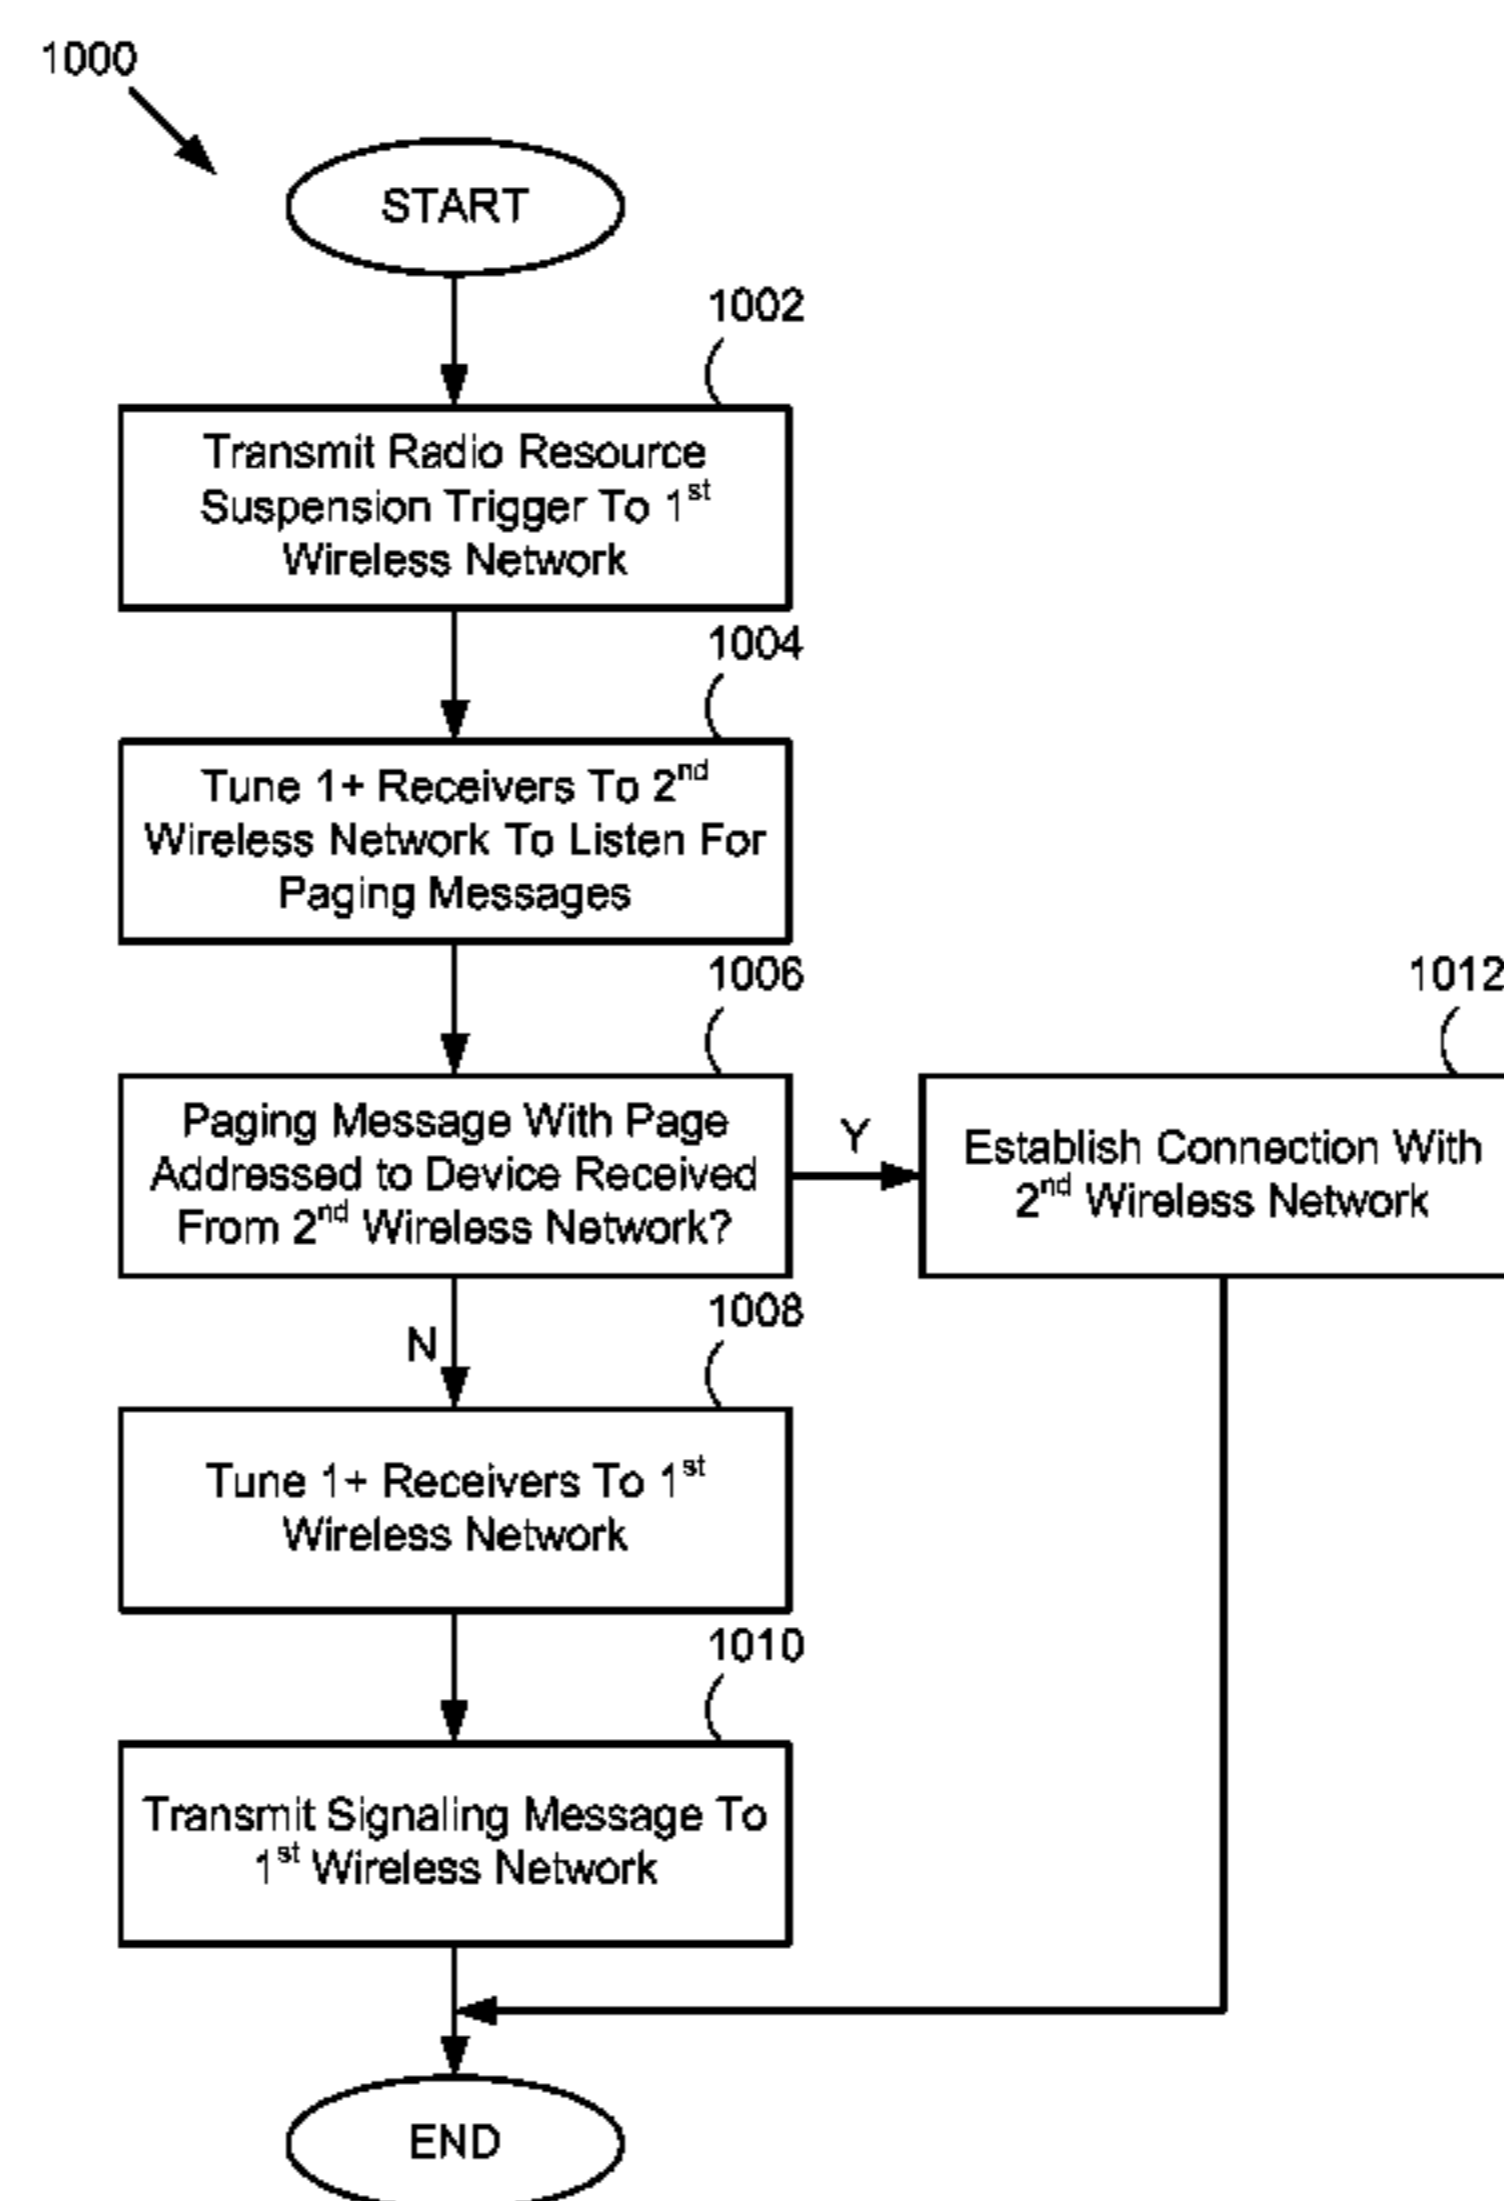 1000
START
1002
Transmit Radio Resource
Suspension Trigger To 1st
Wireless Network
1004
Tune 1+ Receivers To 2nd
Wireless Network To Listen For
Paging Messages
1006
1012
Paging Message With Page
Addressed to Device Received
From 2nd Wireless Network?
Y
Establish Connection With
2nd Wireless Network
N
1008
Tune 1+ Receivers To 1st
Wireless Network
1010
Transmit Signaling Message To
1st Wireless Network
END